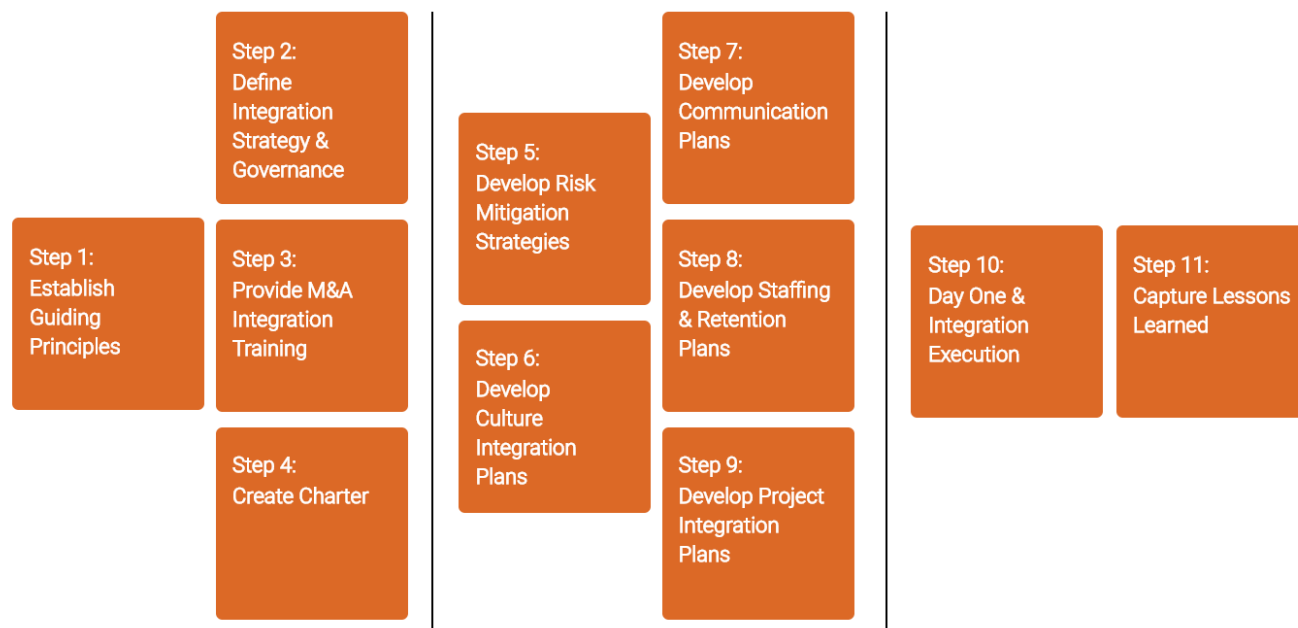 Step 1:
Establish
Guiding
Principles
Step 2:
Define
Integration
Strategy &
Governance
Step 3:
Provide M&A
Integration
Training
Step 4:
Create Charter
Step 5:
Develop Risk
Mitigation
Strategies
Step 6:
Develop
Culture
Integration
Plans
Step 7:
Develop
Communication
Plans
Step 8:
Develop Staffing
& Retention
Plans
Step 9:
Develop Project
Integration
Plans
Step 10:
Day One &
Integration
Execution
Step 11:
Capture Lessons
Learned